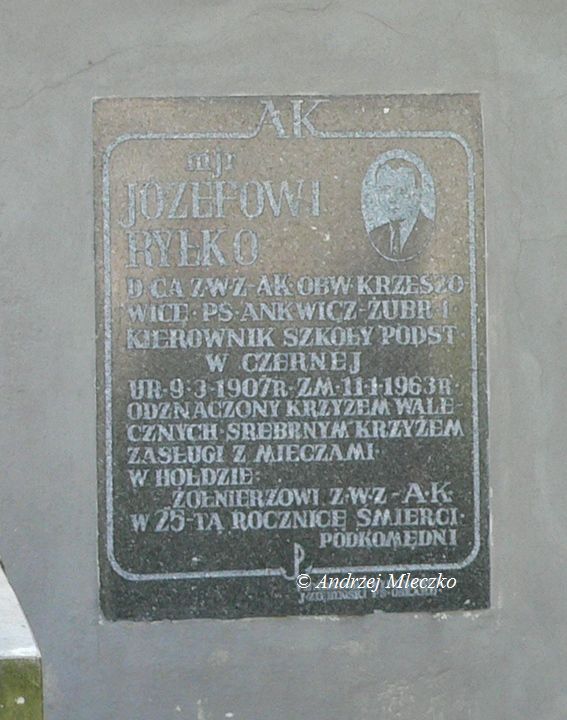 AK
mjr
JÓZEFOWI
RYŁKO
D-CA Z.W.Z-AK OBW KRZESZO
WICE PS ANKWICZ-ŻUBR 1
KIEROWNIK SZKOŁY PODST
W CZERNEJ
UR 9·3·1907R. ZM 11·1·1963R
ODZNACZONY KRZYŻEM WALE-
CZNYCH SREBRNYM KRZYŻEM
ZASŁUGI Z MIECZAMI
W HOŁDZIE:
ŻOŁNIERZOWI Z·W·Z-A.K.
W 25-TĄ ROCZNICĘ ŚMIERCI
PODKOMĘDNI
© Andrzej Mleczko